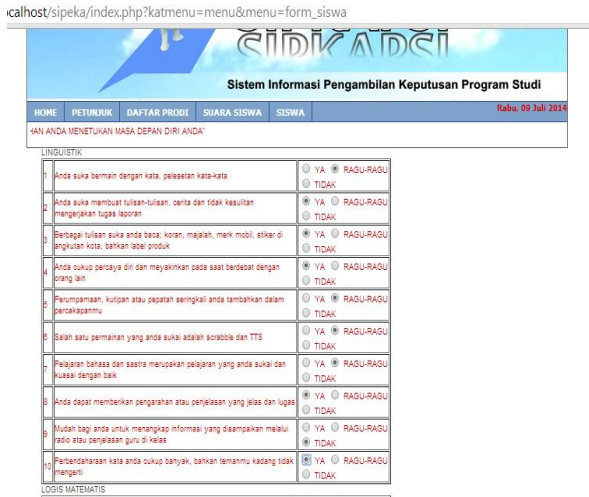 ocalhost/sipeka/index.php?katmenu=menu&menu=form_siswa
Sistem Informasi Pengambilan Keputusan Program Studi
HOME PETUNJUK DAFTAR PRODI SUARA SISWA SISWA
Rabu, 09 Juli 2014
HAN ANDA MENETUKAN MASA DEPAN DIRI ANDA"
LINGUISTIK
1 Anda suka bermain dengan kata, pelesetan kata-kata
YA RAGU-RAGU
TIDAK
2 Anda suka membuat tulisan-tulisan, cerita dan tidak kesulitan
mengerjakan tugas laporan
YA RAGU-RAGU
TIDAK
3 Berbagai tulisan suka anda baca; koran, majalah, merk mobil, stiker di
angkutan kota, bahkan label produk
YA RAGU-RAGU
TIDAK
4 Anda cukup percaya diri dan meyakinkan pada saat berdebat dengan
orang lain
YA RAGU-RAGU
TIDAK
5 Perumpamaan, kutipan atau pepatah seringkali anda tambahkan dalam
percakapanmu
YA RAGU-RAGU
TIDAK
6 Salah satu permainan yang anda sukai adalah scrabble dan TTS
YA RAGU-RAGU
TIDAK
7 Pelajaran bahasa dan sastra merupakan pelajaran yang anda sukai dan
kuasai dengan baik
YA RAGU-RAGU
TIDAK
8 Anda dapat memberikan pengarahan atau penjelasan yang jelas dan lugas
YA RAGU-RAGU
TIDAK
9 Mudah bagi anda untuk menangkap informasi yang disampaikan melalui
radio atau penjelasan guru di kelas
YA RAGU-RAGU
TIDAK
10 Perbendaharaan kata anda cukup banyak, bahkan temanmu kadang tidak
mengerti
YA RAGU-RAGU
TIDAK
LOGIS MATEMATIS